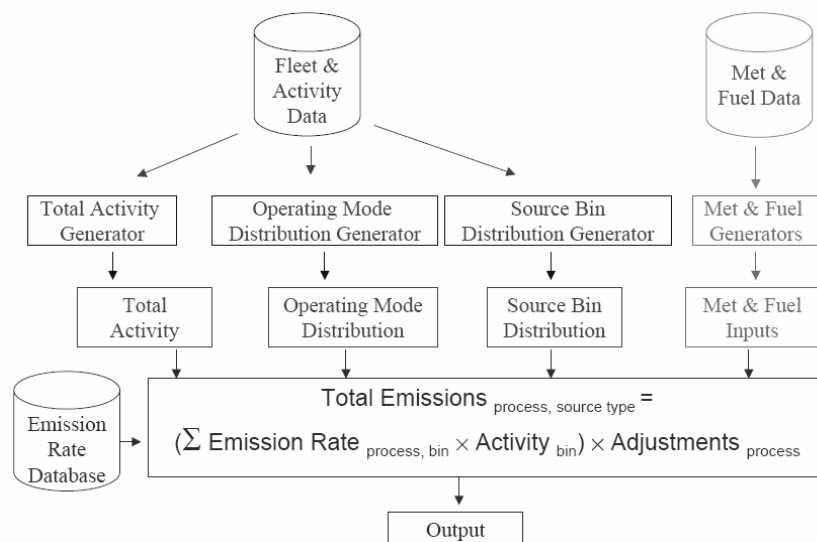 Fleet &
Activity
Data
Met &
Fuel Data
Total Activity
Generator
Operating Mode
Distribution Generator
Source Bin
Distribution Generator
Met & Fuel
Generators
Total
Activity
Operating Mode
Distribution
Source Bin
Distribution
Met & Fuel
Inputs
Emission
Rate
Database
Total Emissions process, source type =
(Σ Emission Rate process, bin × Activity bin) × Adjustments process
Output